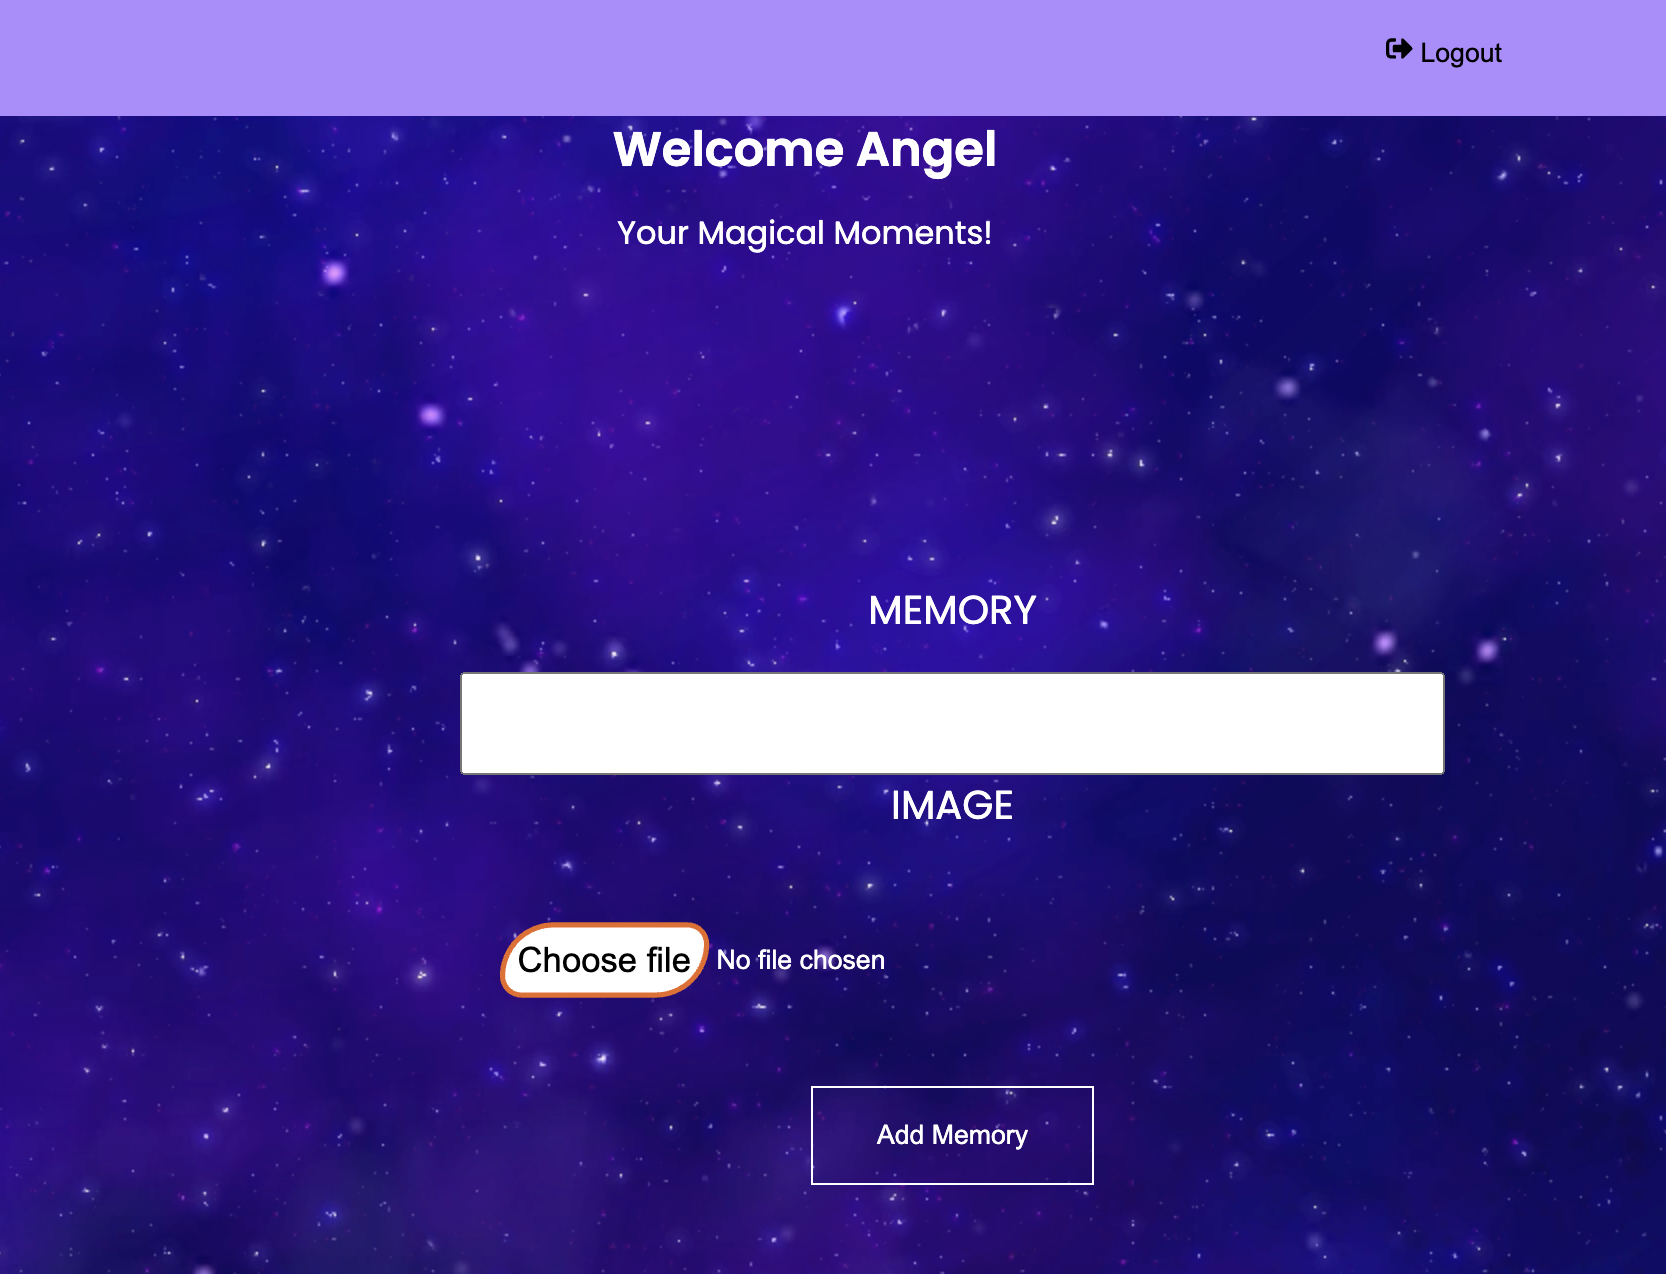 Logout
Welcome Angel
Your Magical Moments!
MEMORY
IMAGE
Choose file No file chosen
Add Memory